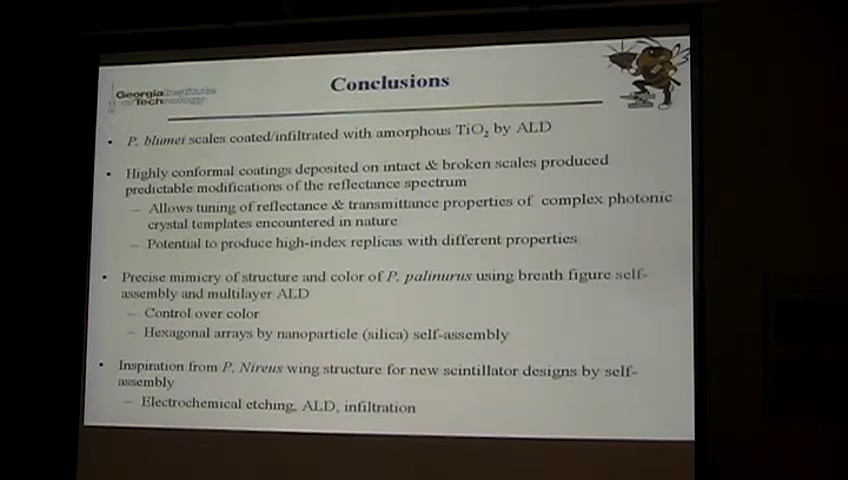 Conclusions
Georgia Institute
of Technology
• P. blumei scales coated/infiltrated with amorphous TiO2 by ALD
• Highly conformal coatings deposited on intact & broken scales produced
predictable modifications of the reflectance spectrum
– Allows tuning of reflectance & transmittance properties of complex photonic
crystal templates encountered in nature
– Potential to produce high-index replicas with different properties
• Precise mimicry of structure and color of P. palinurus using breath figure self-
assembly and multilayer ALD
– Control over color
– Hexagonal arrays by nanoparticle (silica) self-assembly
• Inspiration from P. Nireus wing structure for new scintillator designs by self-
assembly
– Electrochemical etching, ALD, infiltration